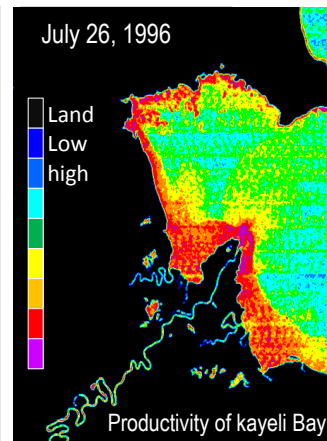 July 26, 1996
Land
Low
high
Productivity of kayeli Bay